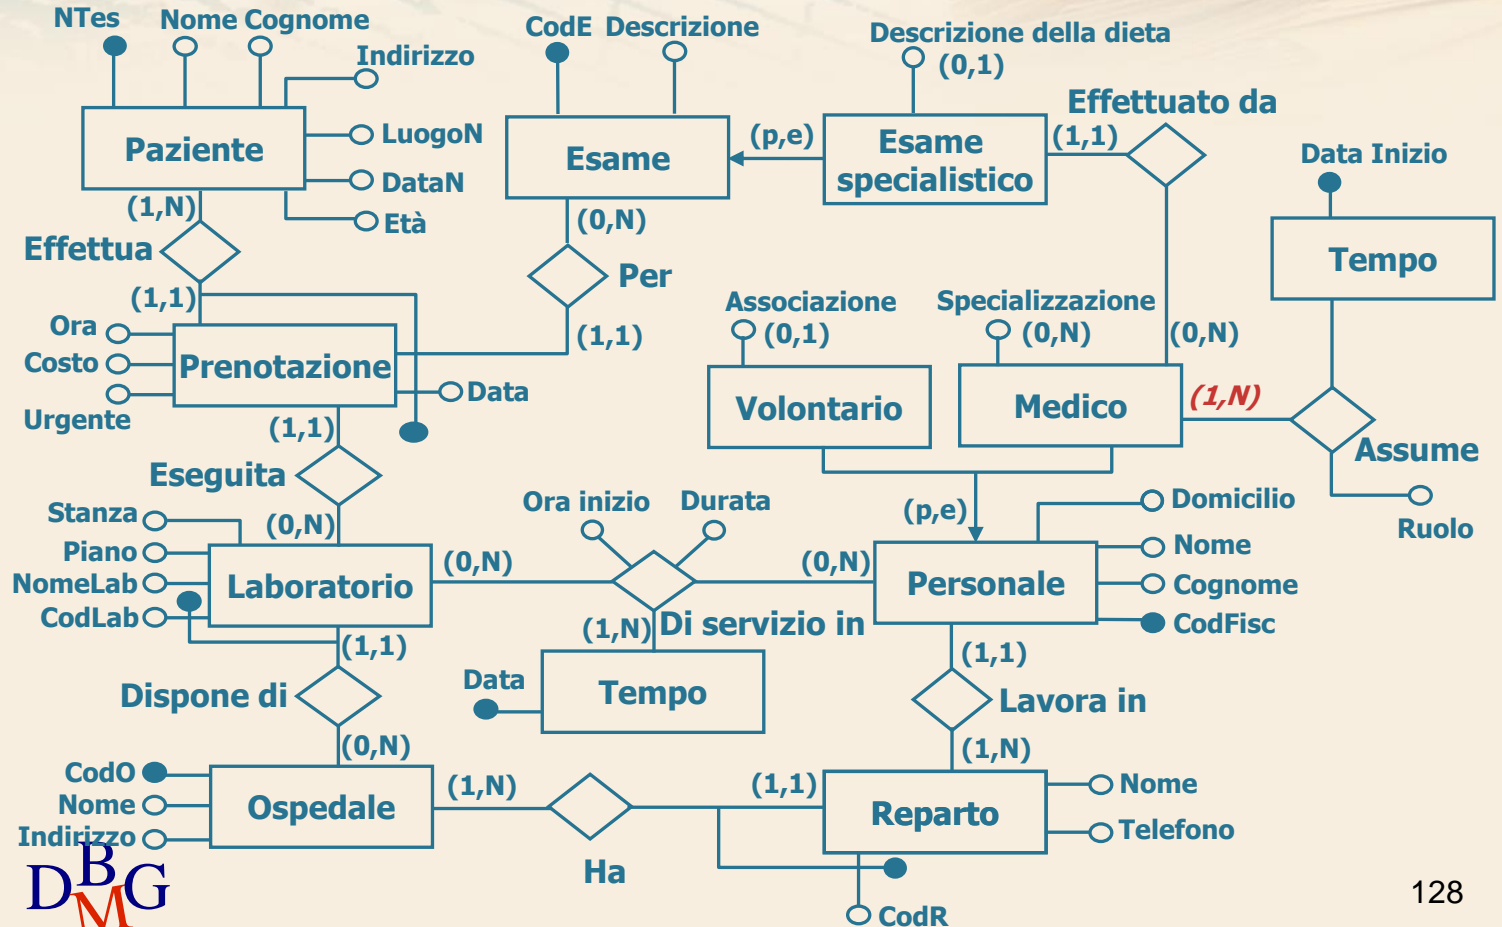 NTes
Nome Cognome
Indirizzo
Paziente
LuogoN
DataN
Età
(1,N)
Effettua
(1,1)
CodE Descrizione
Esame
(0,N)
Per
(1,1)
(p,e)
Descrizione della dieta
(0,1)
Esame
specialistico
(1,1)
Effettuato da
(0,N)
Data Inizio
Tempo
Ora
Costo
Urgente
Prenotazione
Data
(1,1)
Eseguita
(0,N)
Associazione
(0,1)
Volontario
Specializzazione
(0,N)
Medico
(1,N)
Assume
Ruolo
(p,e)
Stanza
Piano
NomeLab
CodLab
Laboratorio
(0,N)
Ora inizio
Durata
(0,N)
Di servizio in
(1,N)
Data
Tempo
Personale
Domicilio
Nome
Cognome
CodFisc
(1,1)
Lavora in
(1,N)
(1,1)
Dispone di
(0,N)
CodO
Nome
Indirizzo
Ospedale
(1,N)
Ha
(1,1)
Reparto
Nome
Telefono
CodR
DBMG
128